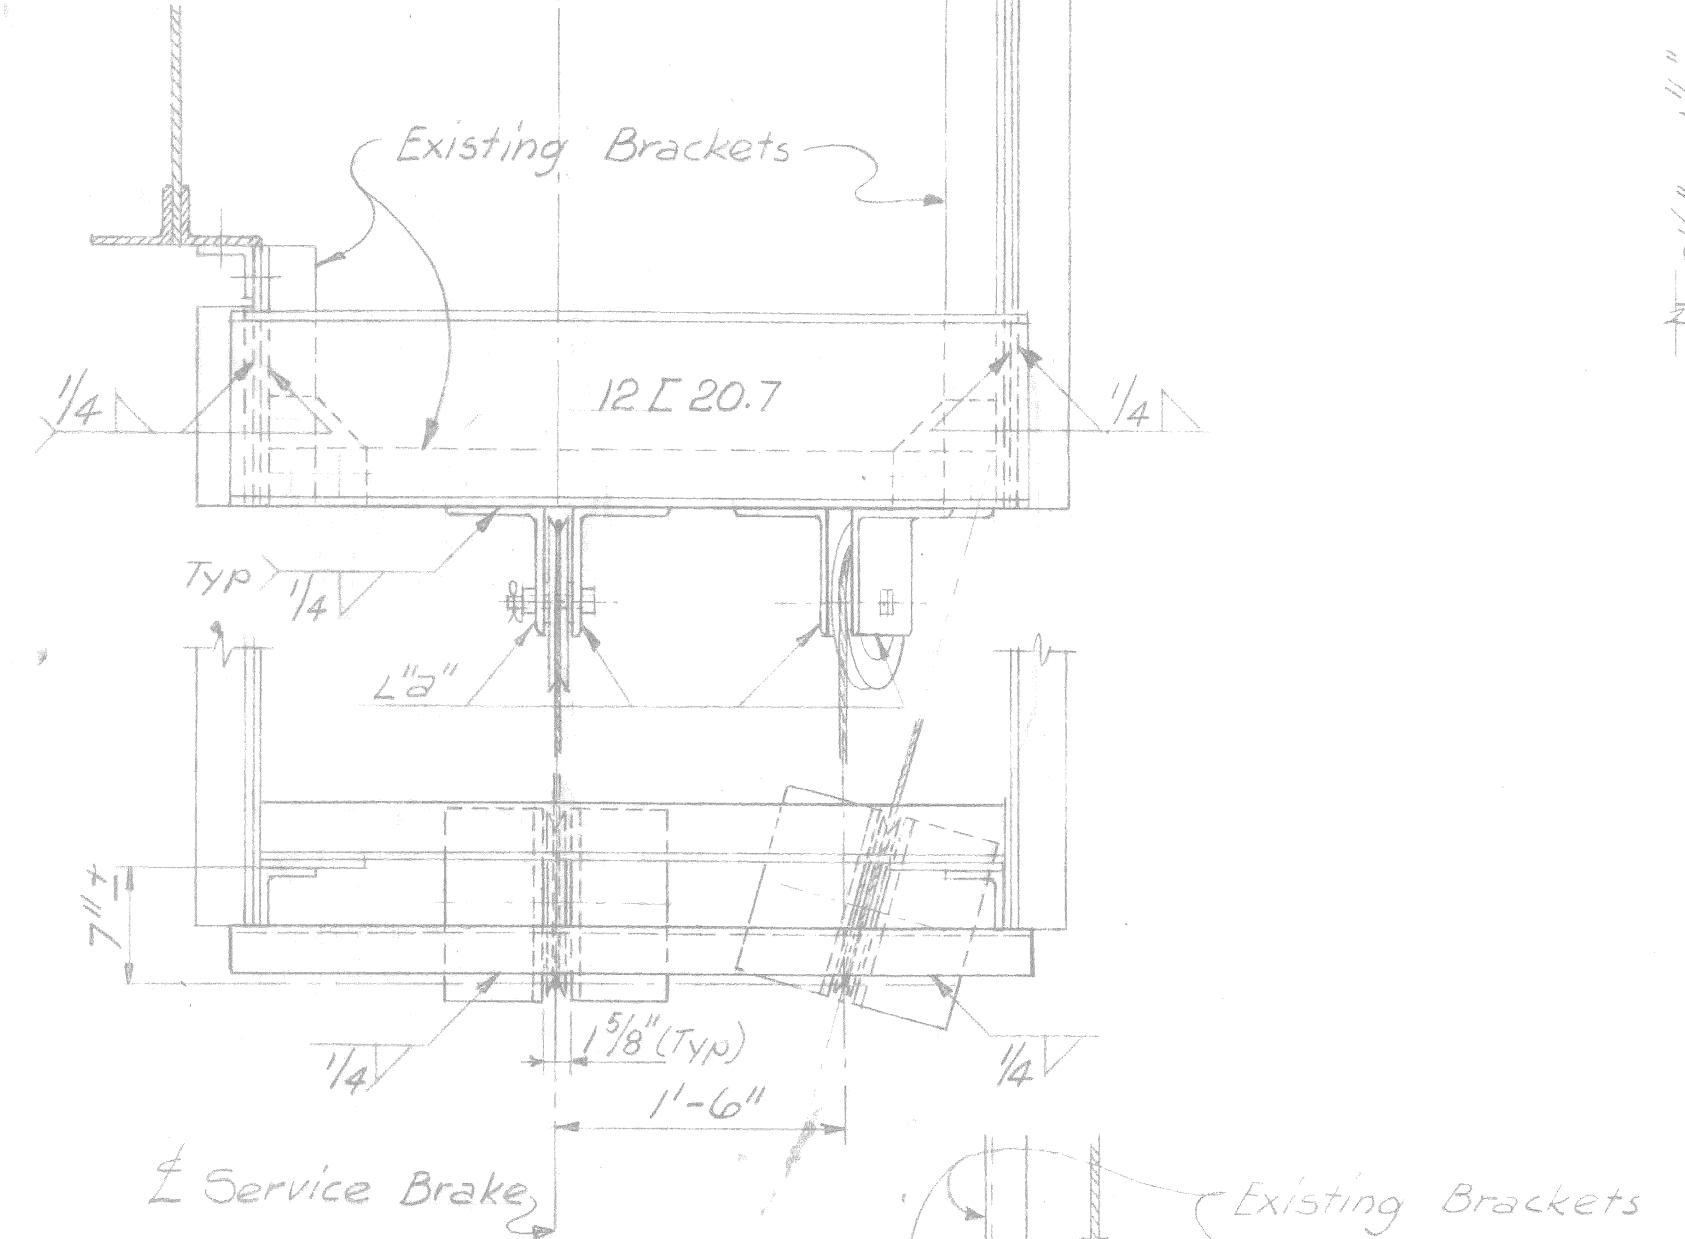 Existing Brackets
1/4
12 [ 20.7
1/4
Typ
1/4
L"a"
7"±
1 5/8" (Typ)
1/4
1/4
1'-6"
℄ Service Brake
Existing Brackets